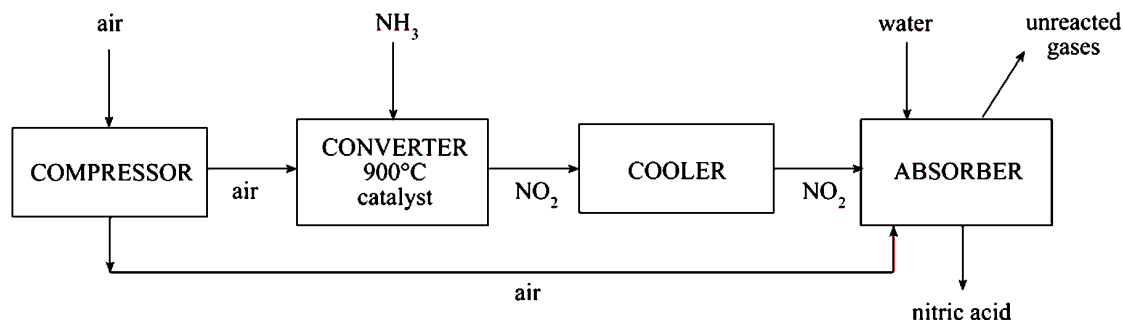 air
NH₃
water
unreacted
gases
COMPRESSOR
air
CONVERTER
900°C
catalyst
NO₂
COOLER
NO₂
ABSORBER
air
nitric acid